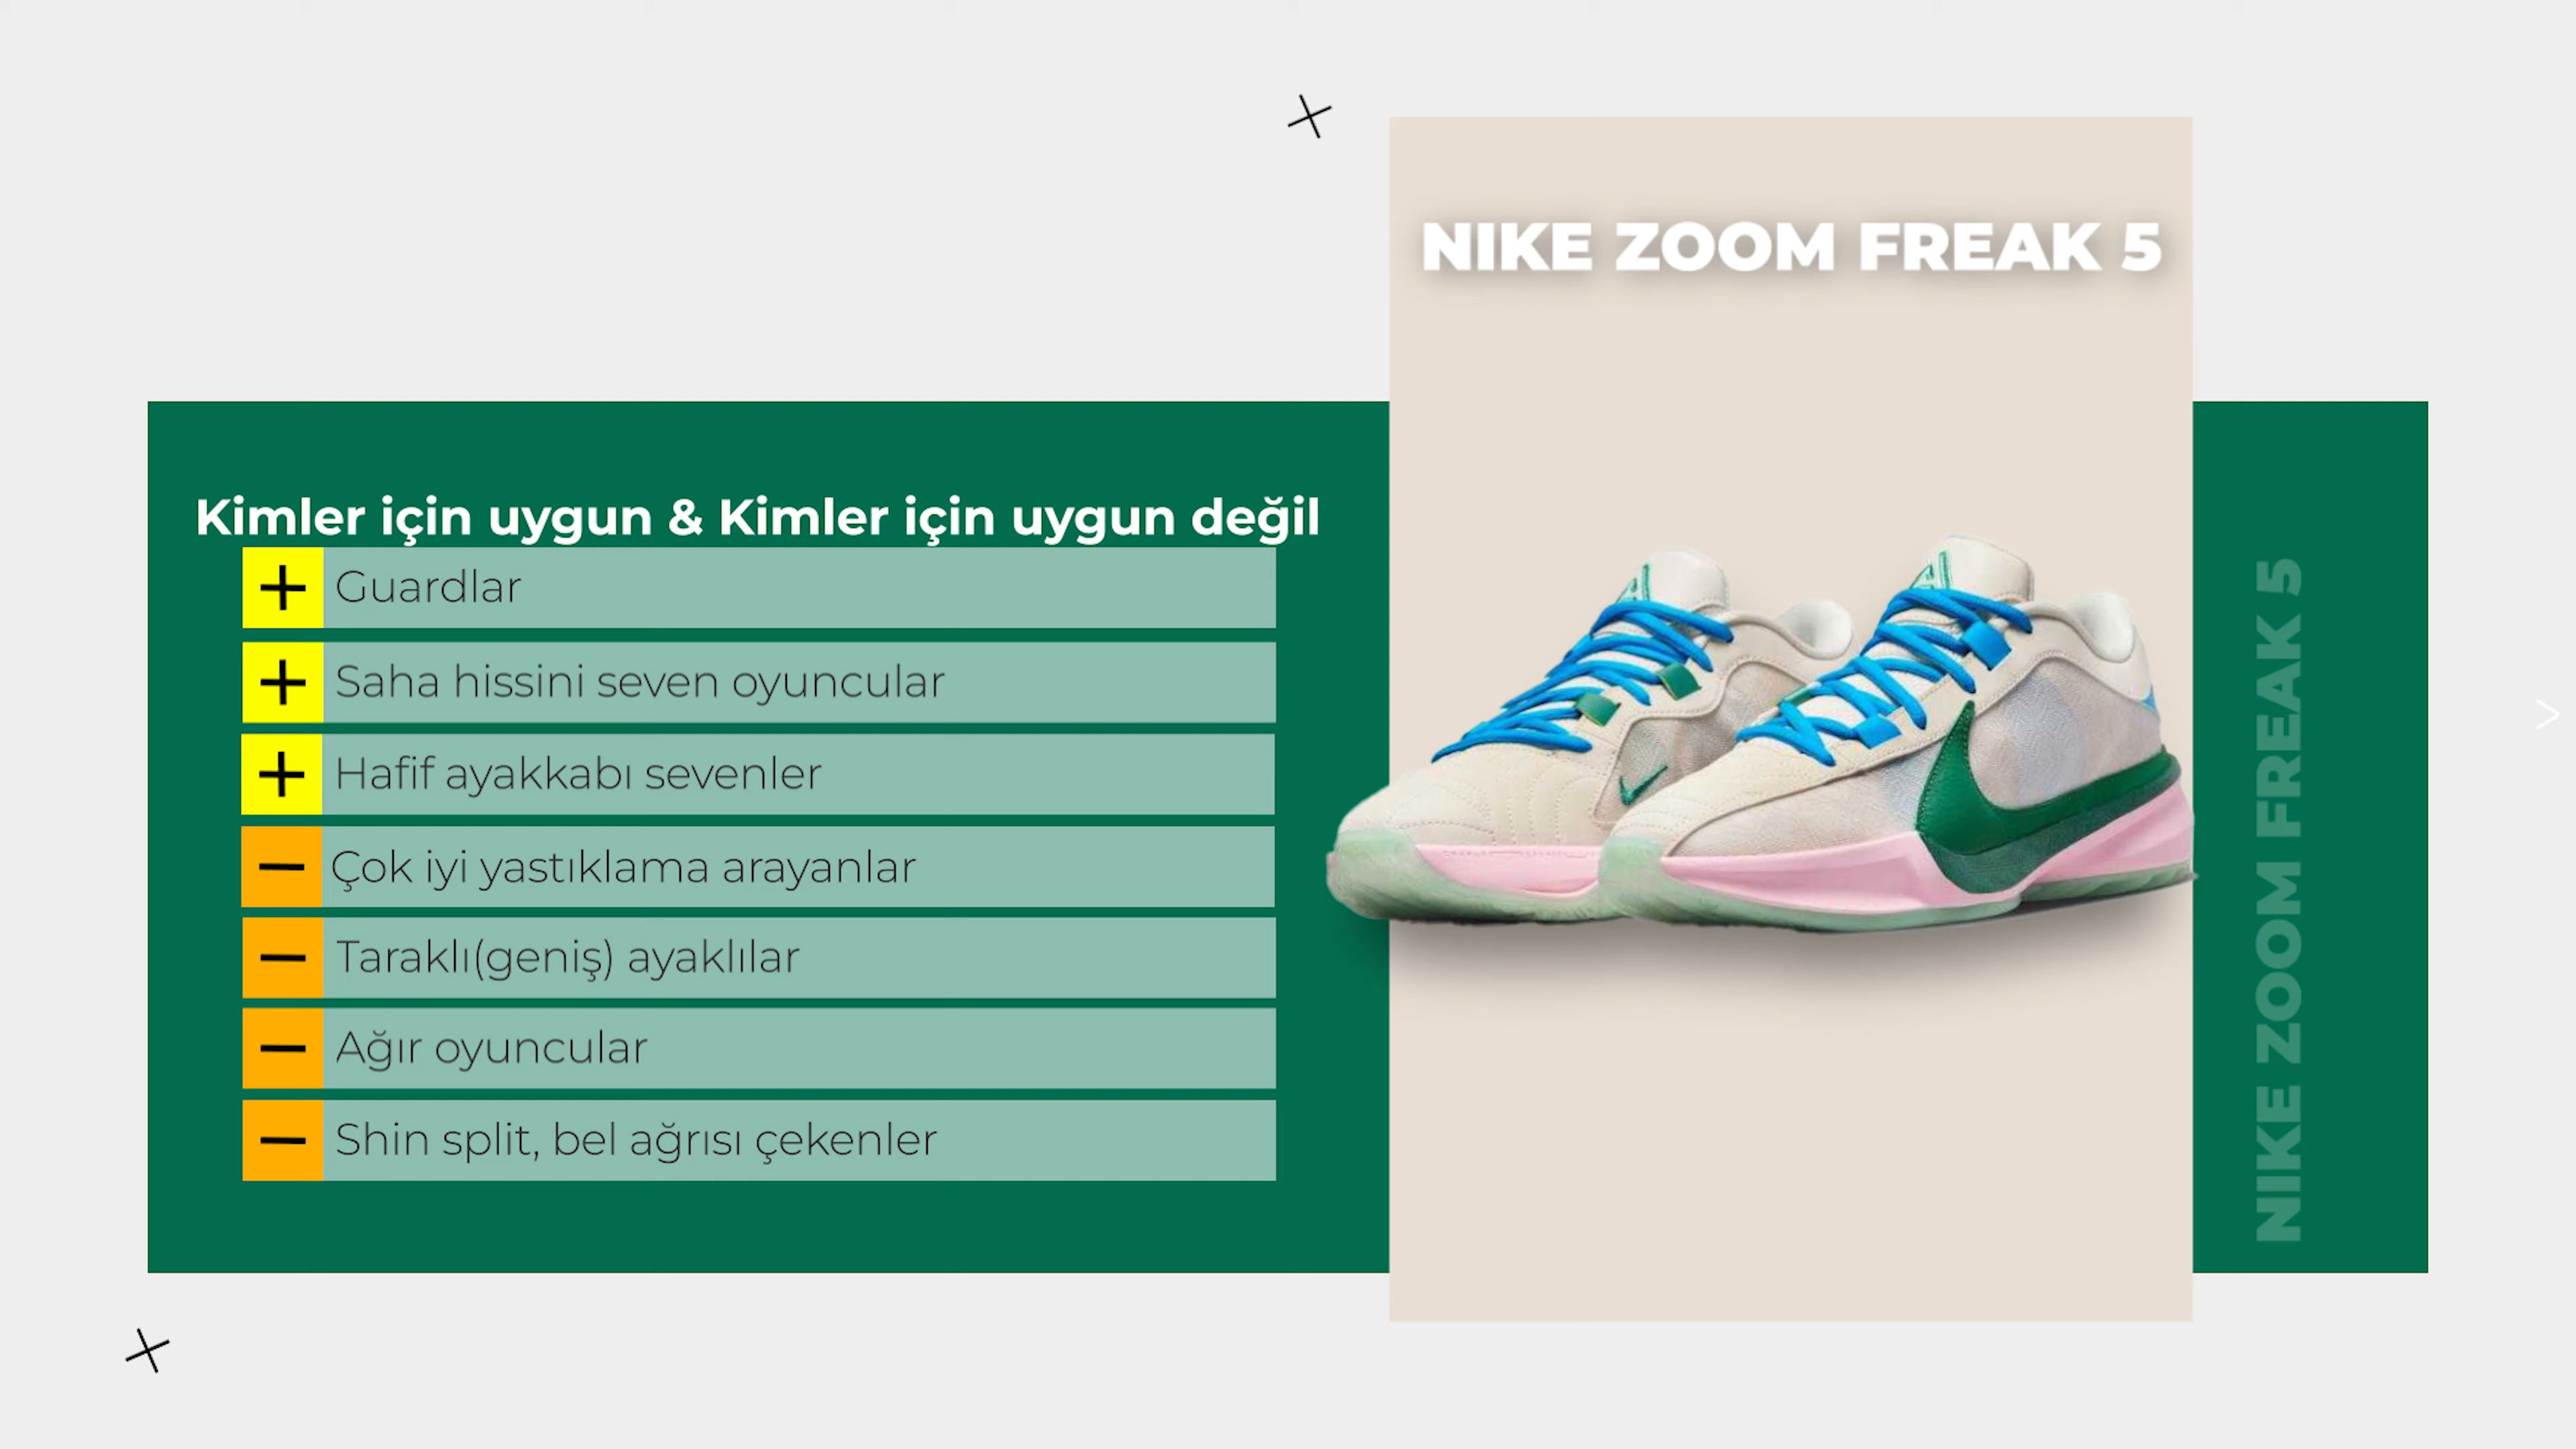 NIKE ZOOM FREAK 5
Kimler için uygun & Kimler için uygun değil
+ Guardlar
+ Saha hissini seven oyuncular
+ Hafif ayakkabı sevenler
− Çok iyi yastıklama arayanlar
− Taraklı(geniş) ayaklılar
− Ağır oyuncular
− Shin split, bel ağrısı çekenler
NIKE ZOOM FREAK 5